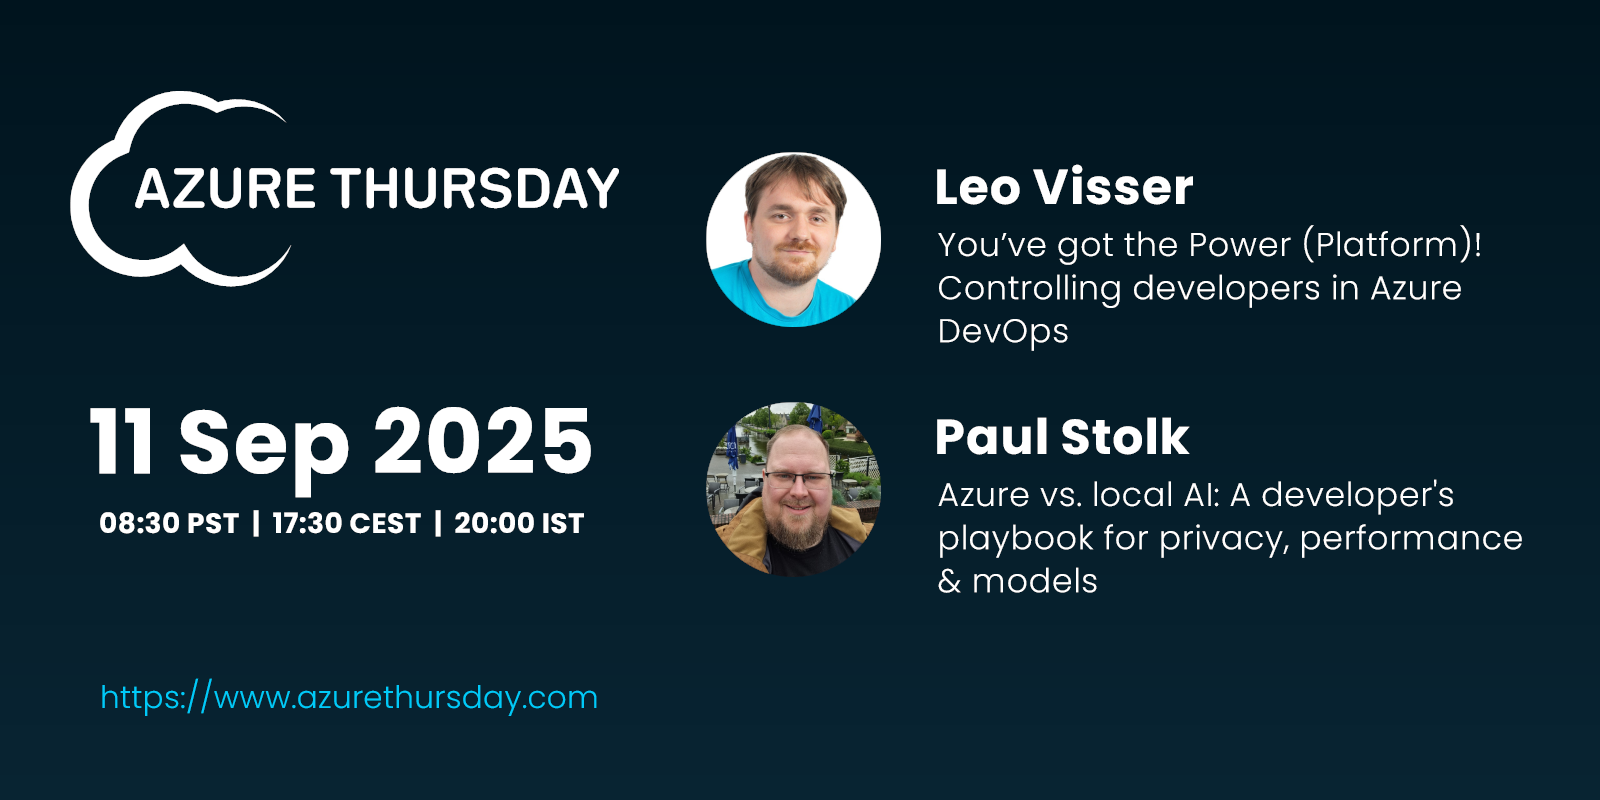 AZURE THURSDAY
11 Sep 2025
08:30 PST | 17:30 CEST | 20:00 IST
https://www.azurethursday.com
Leo Visser
You’ve got the Power (Platform)!
Controlling developers in Azure
DevOps
Paul Stolk
Azure vs. local AI: A developer's
playbook for privacy, performance
& models